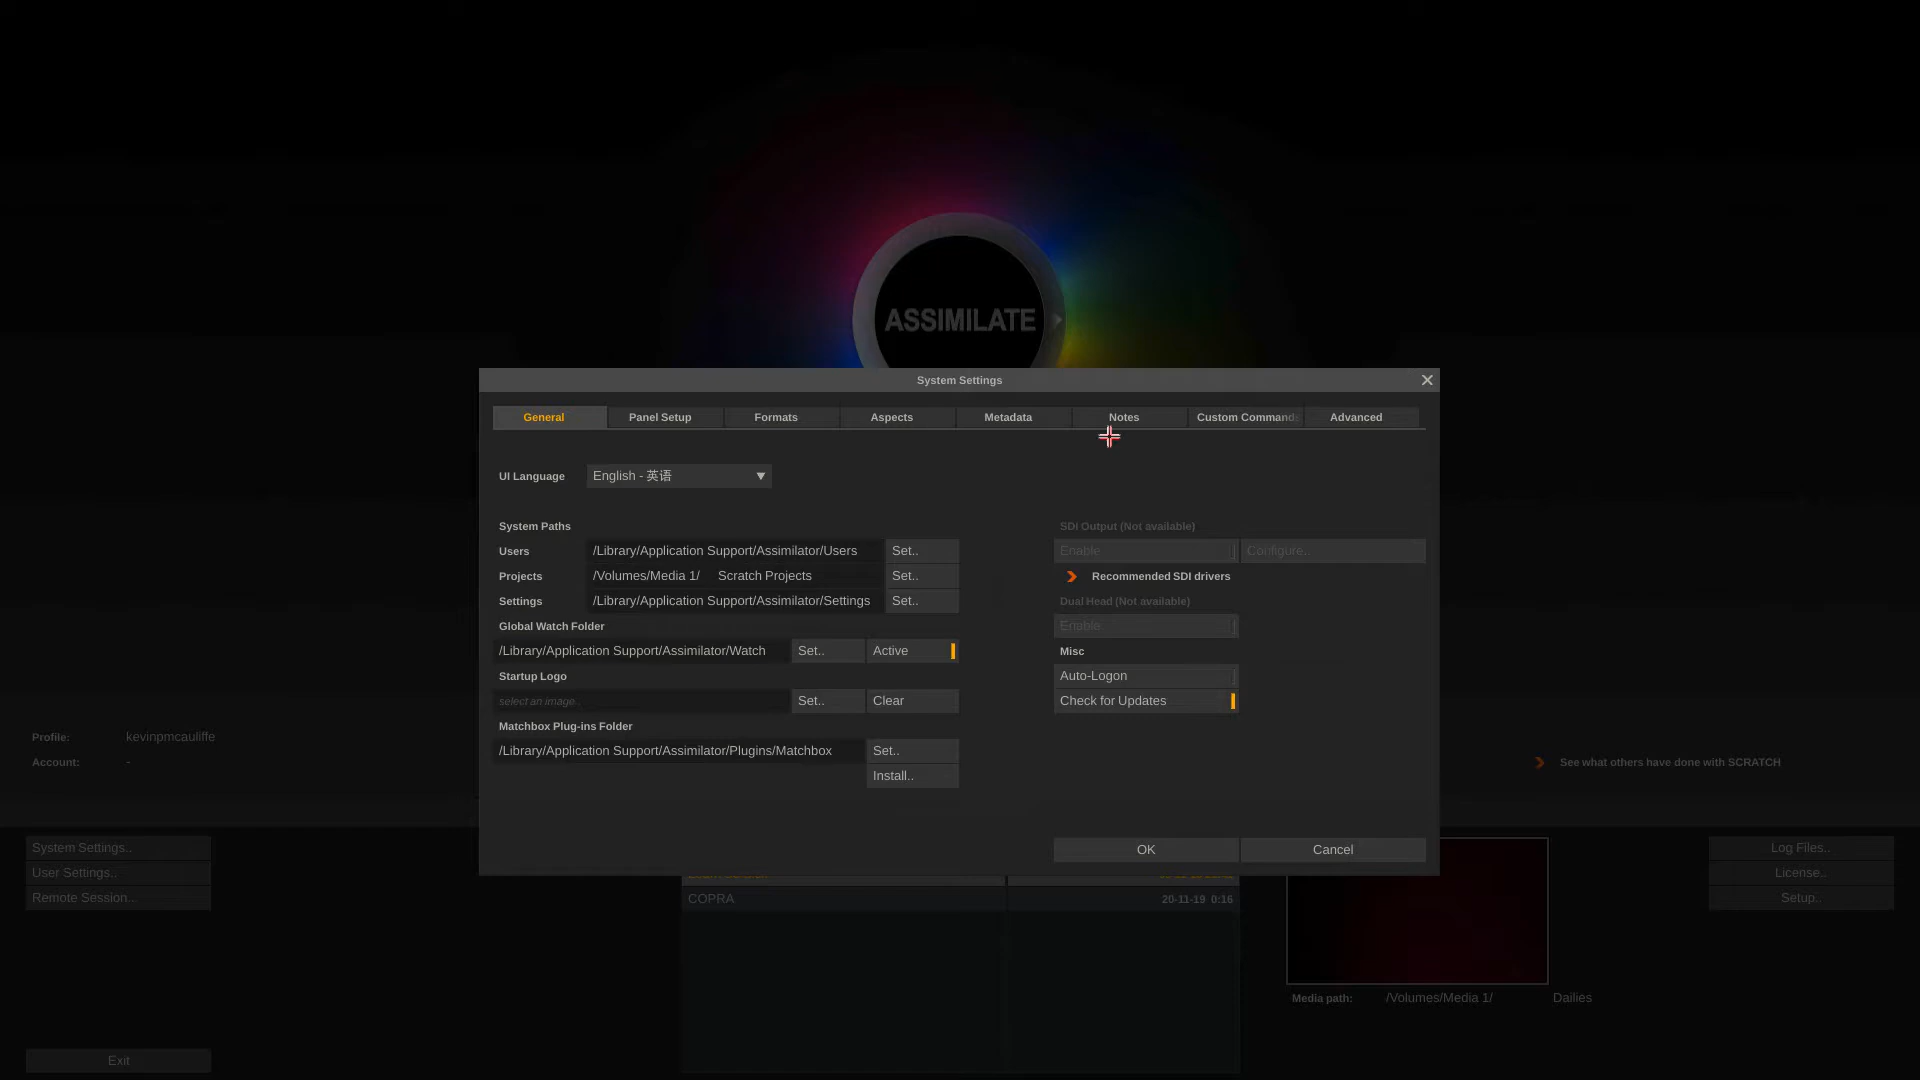 ASSIMILATE
System Settings
General Panel Setup Formats Aspects Metadata Notes Custom Command Advanced
UI Language English - 英语
System Paths
Users /Library/Application Support/Assimilator/Users Set..
Projects /Volumes/Media 1/ Scratch Projects Set..
Settings /Library/Application Support/Assimilator/Settings Set..
Global Watch Folder
/Library/Application Support/Assimilator/Watch Set.. Active
Startup Logo
select an image.. Set.. Clear
Matchbox Plug-ins Folder
/Library/Application Support/Assimilator/Plugins/Matchbox Set..
Install..
SDI Output (Not available)
Enable Configure..
Recommended SDI drivers
Dual Head (Not available)
Enable
Misc
Auto-Logon
Check for Updates
OK Cancel
Profile: kevinpmcauliffe
Account: -
See what others have done with SCRATCH
System Settings..
User Settings..
Remote Session...
Exit
COPRA 20-11-19 0:16
Media path: /Volumes/Media 1/ Dailies
Log Files..
License..
Setup..